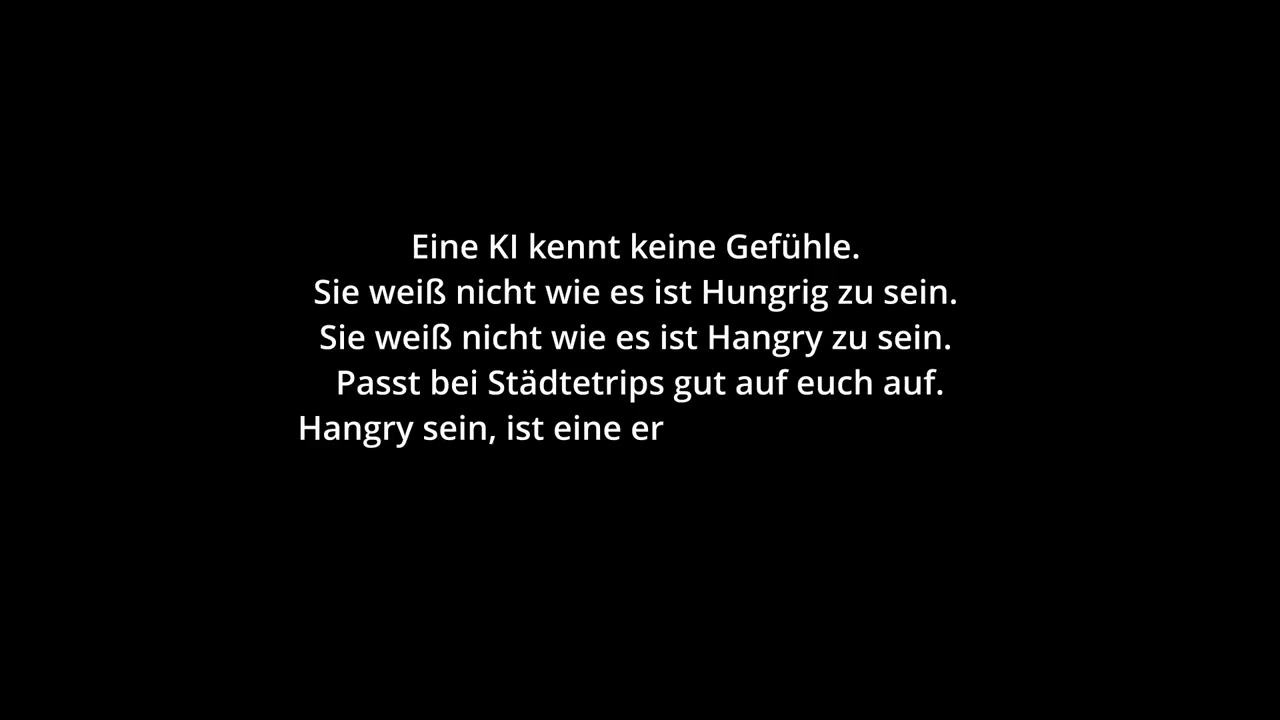 Eine KI kennt keine Gefühle.
Sie weiß nicht wie es ist Hungrig zu sein.
Sie weiß nicht wie es ist Hangry zu sein.
Passt bei Städtetrips gut auf euch auf.
Hangry sein, ist eine er